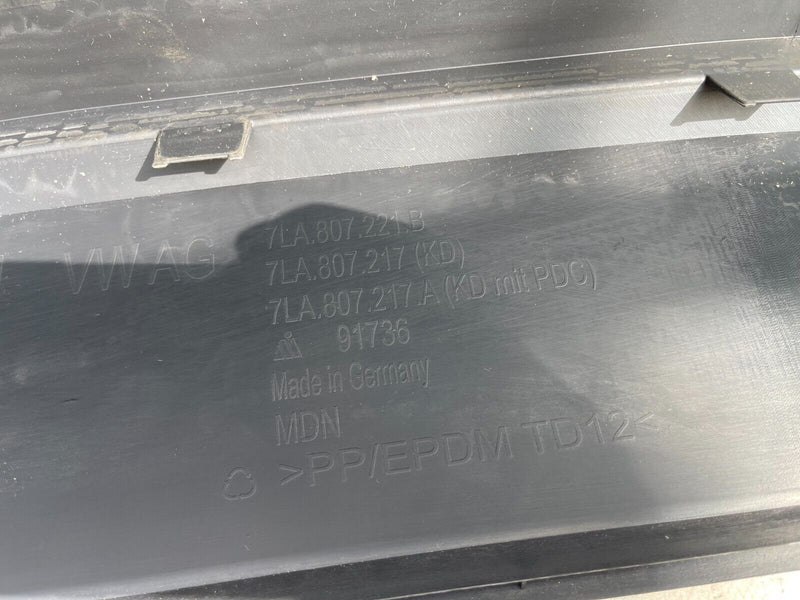 VW AG
7LA.807.221.B
7LA.807.217 (KD)
7LA.807.217.A (KD mit PDC)
91736
Made in Germany
MDN
>PP/EPDM TD12<